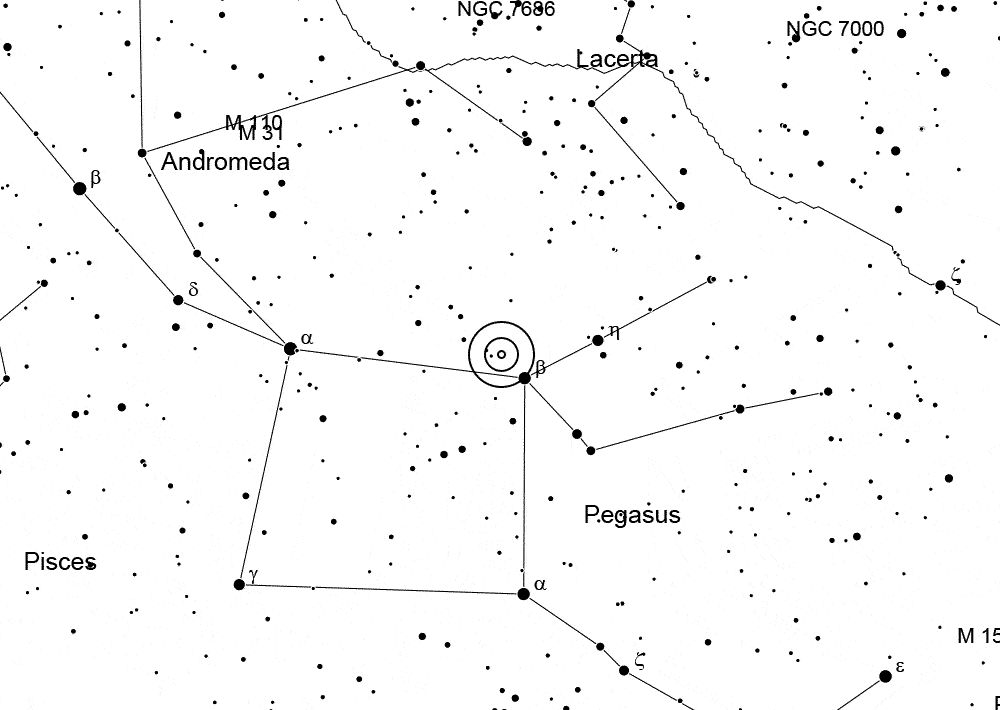 NGC 7686
NGC 7000
Lacerta
M 110
M 31
Andromeda
β
ζ
δ
α
η
β
Pegasus
Pisces
γ
α
M 15
ζ
ε